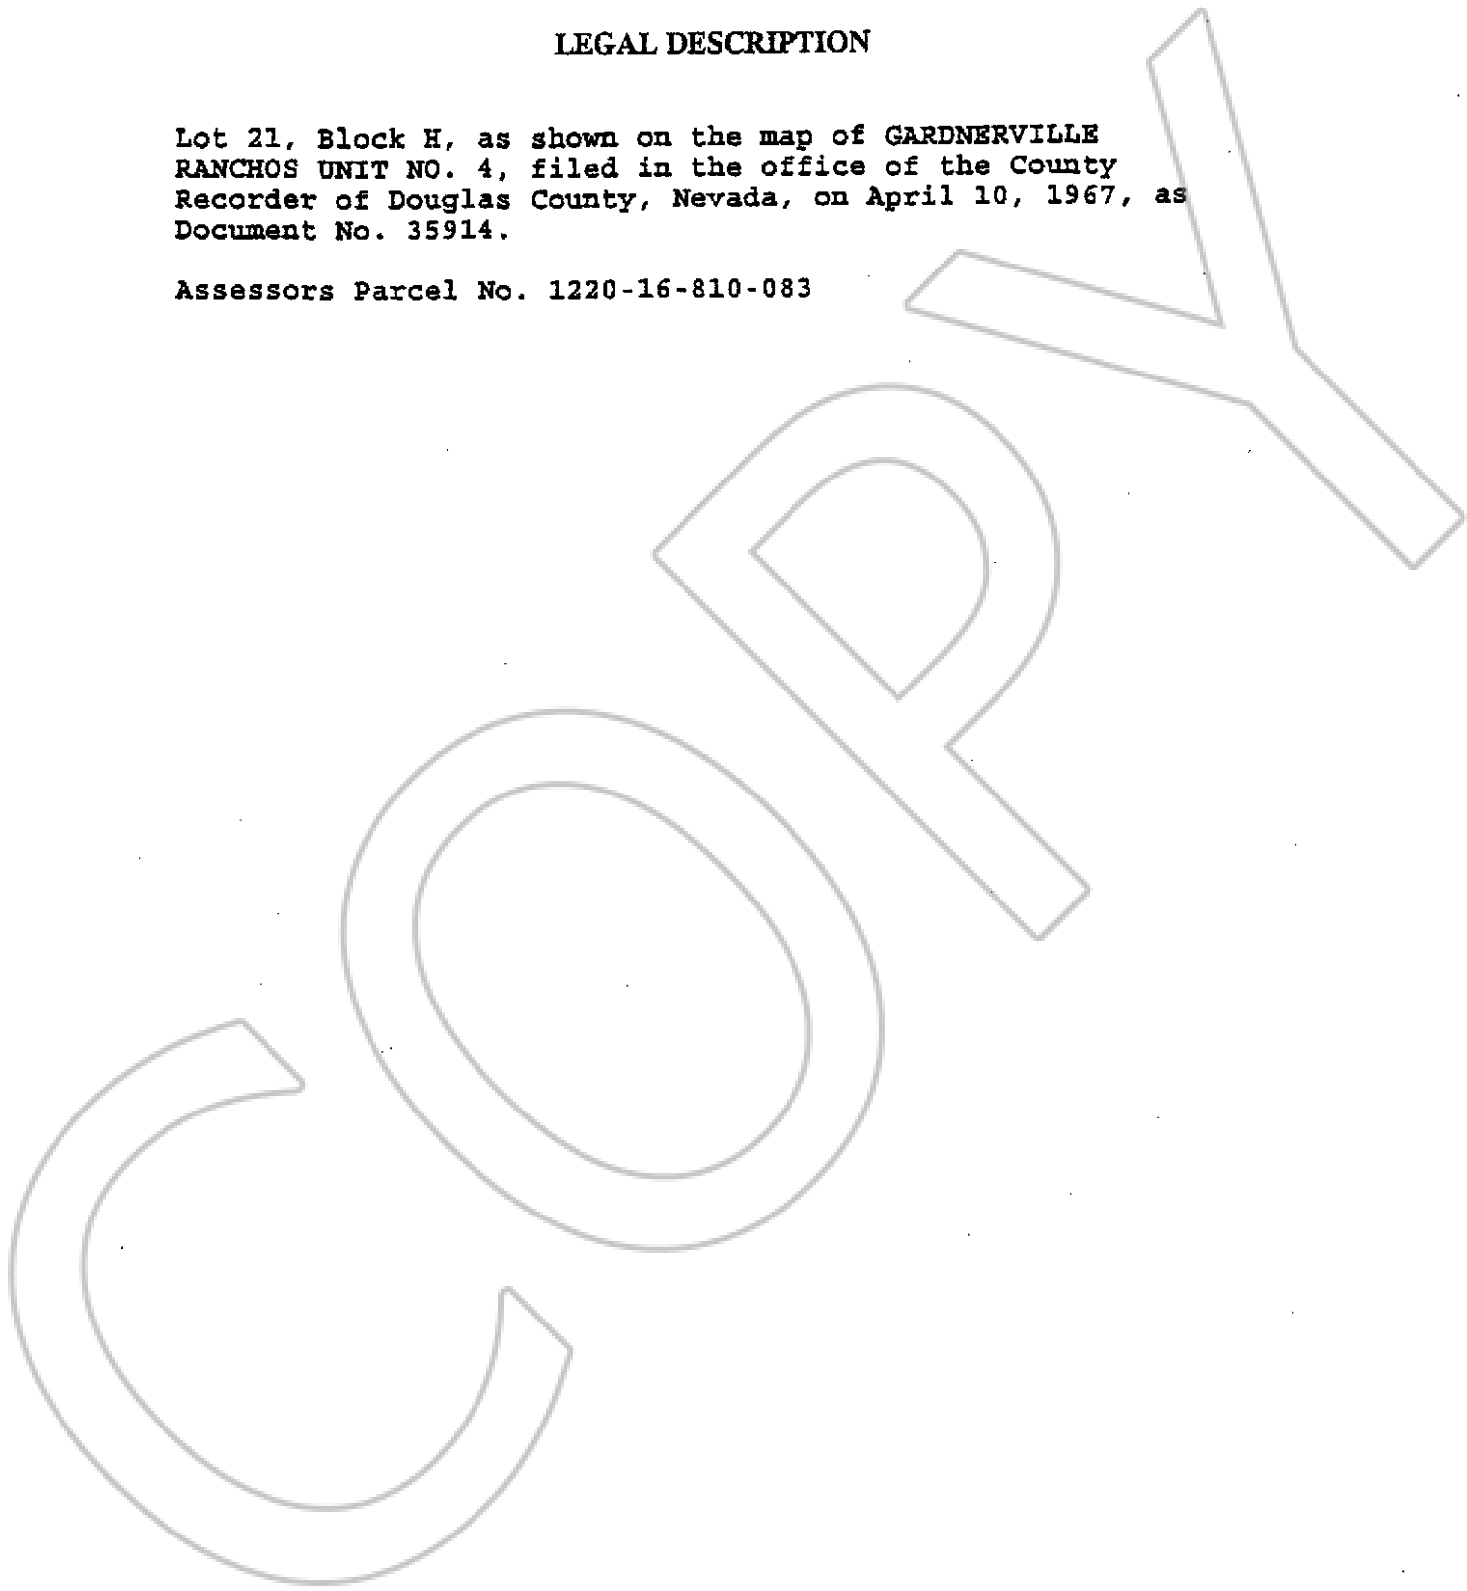 LEGAL DESCRIPTION
Lot 21, Block H, as shown on the map of GARDNERVILLE
RANCHOS UNIT NO. 4, filed in the office of the County
Recorder of Douglas County, Nevada, on April 10, 1967, as
Document No. 35914.
Assessors Parcel No. 1220-16-810-083
COPY